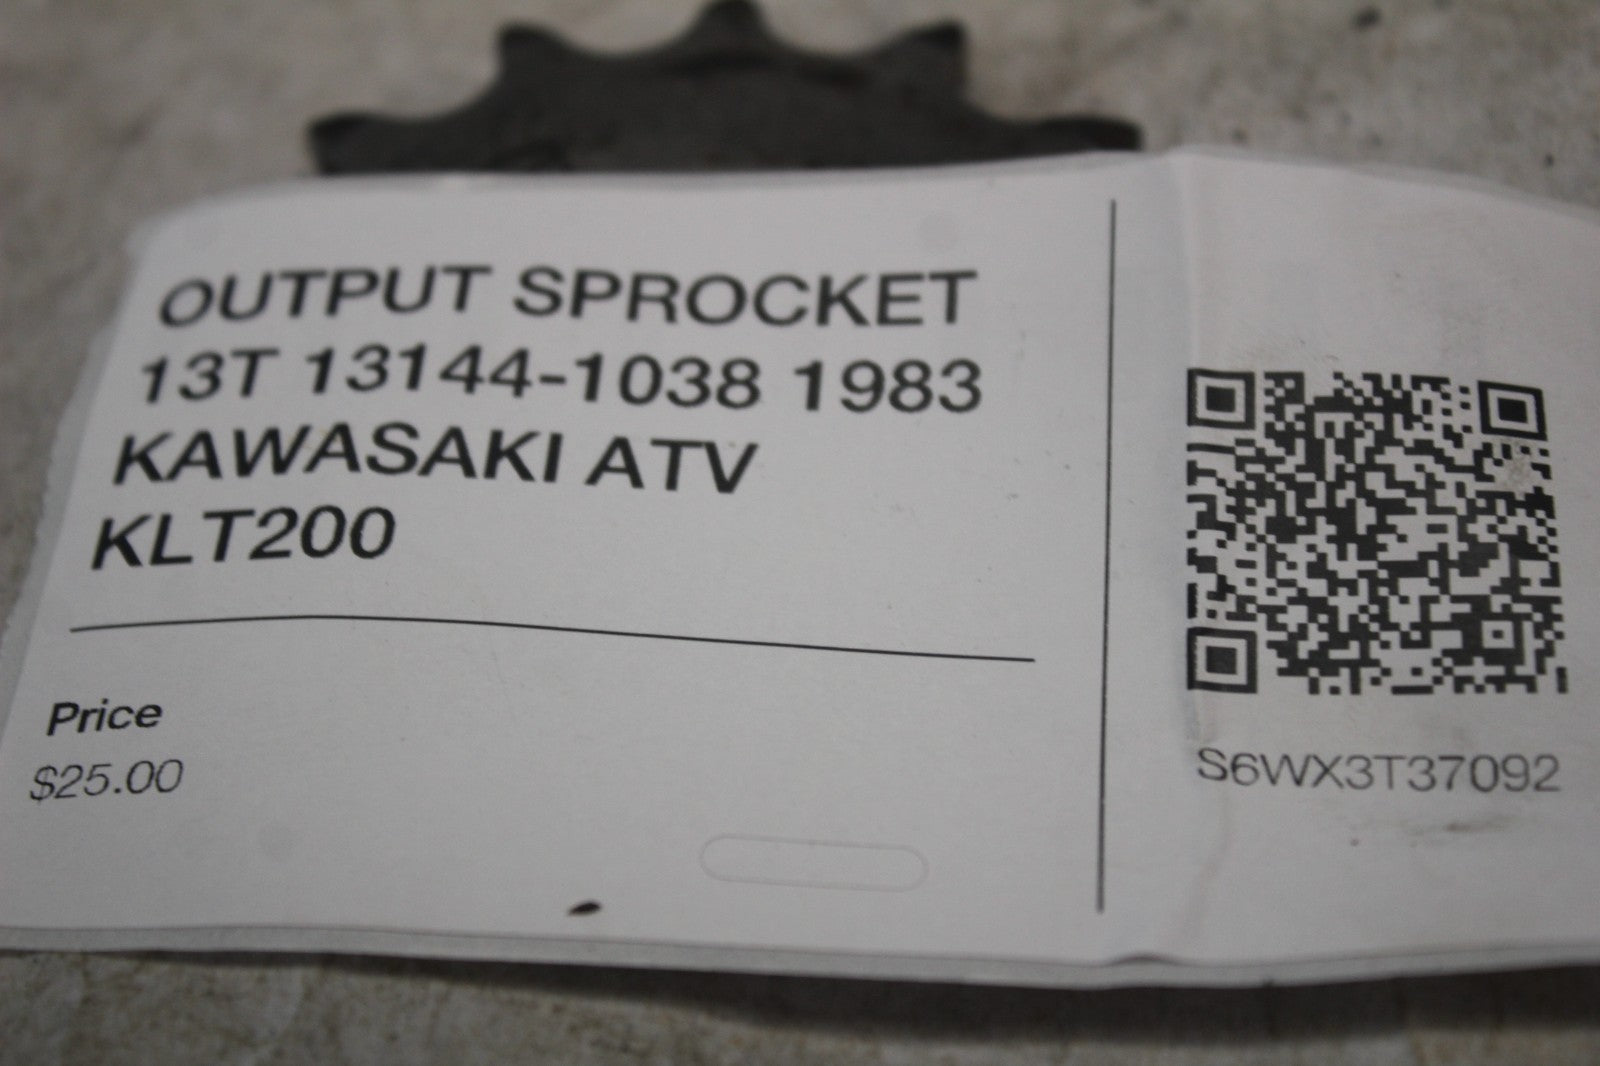 OUTPUT SPROCKET
13T 13144-1038 1983
KAWASAKI ATV
KLT200
Price
$25.00
S6WX3T37092